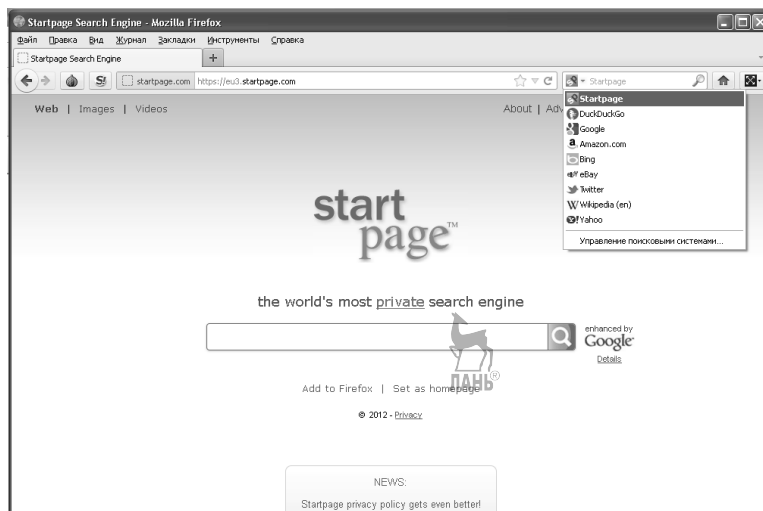 Startpage Search Engine - Mozilla Firefox
Файл Правка Вид Журнал Закладки Инструменты Справка
Startpage Search Engine
startpage.com https://eu3.startpage.com
Startpage
Web | Images | Videos
About | Adv
Startpage
DuckDuckGo
Google
Amazon.com
Bing
eBay
Twitter
Wikipedia (en)
Yahoo
Управление поисковыми системами...
start
page™
the world's most private search engine
enhanced by
Google
Details
ЛАНЬ®
Add to Firefox | Set as homepage
© 2012 - Privacy
NEWS:
Startpage privacy policy gets even better!